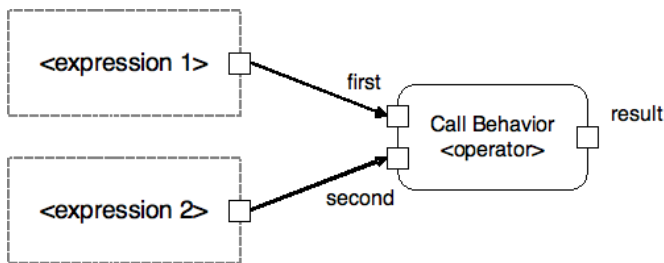 <expression 1>
first
Call Behavior
<operator>
result
<expression 2>
second